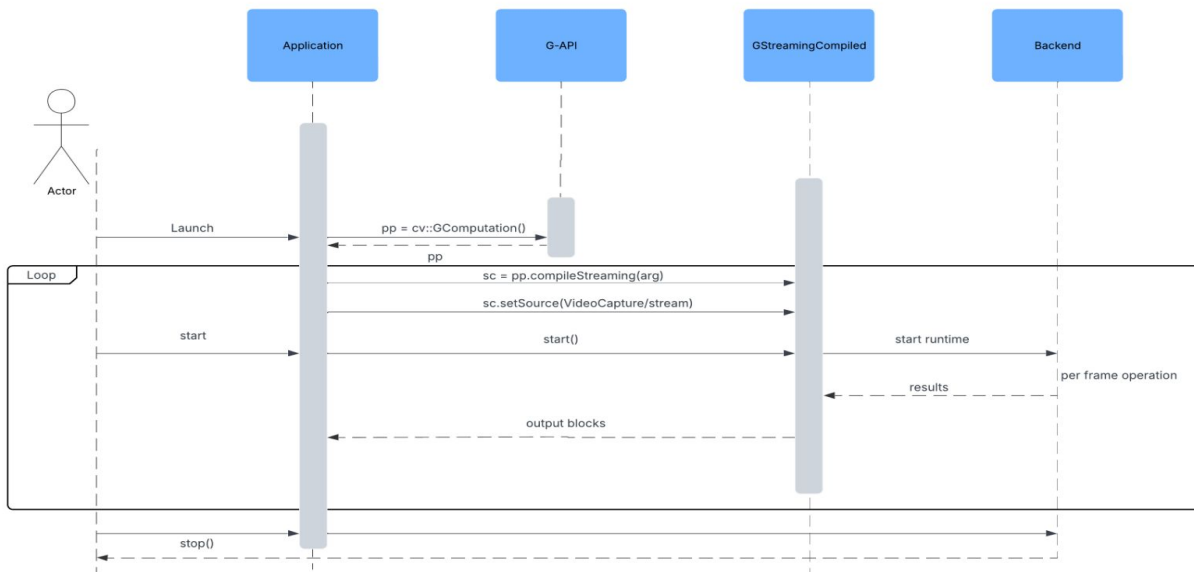 Application
G-API
GStreamingCompiled
Backend
Actor
Launch
pp = cv::GComputation()
pp
Loop
sc = pp.compileStreaming(arg)
sc.setSource(VideoCapture/stream)
start
start()
start runtime
per frame operation
results
output blocks
stop()